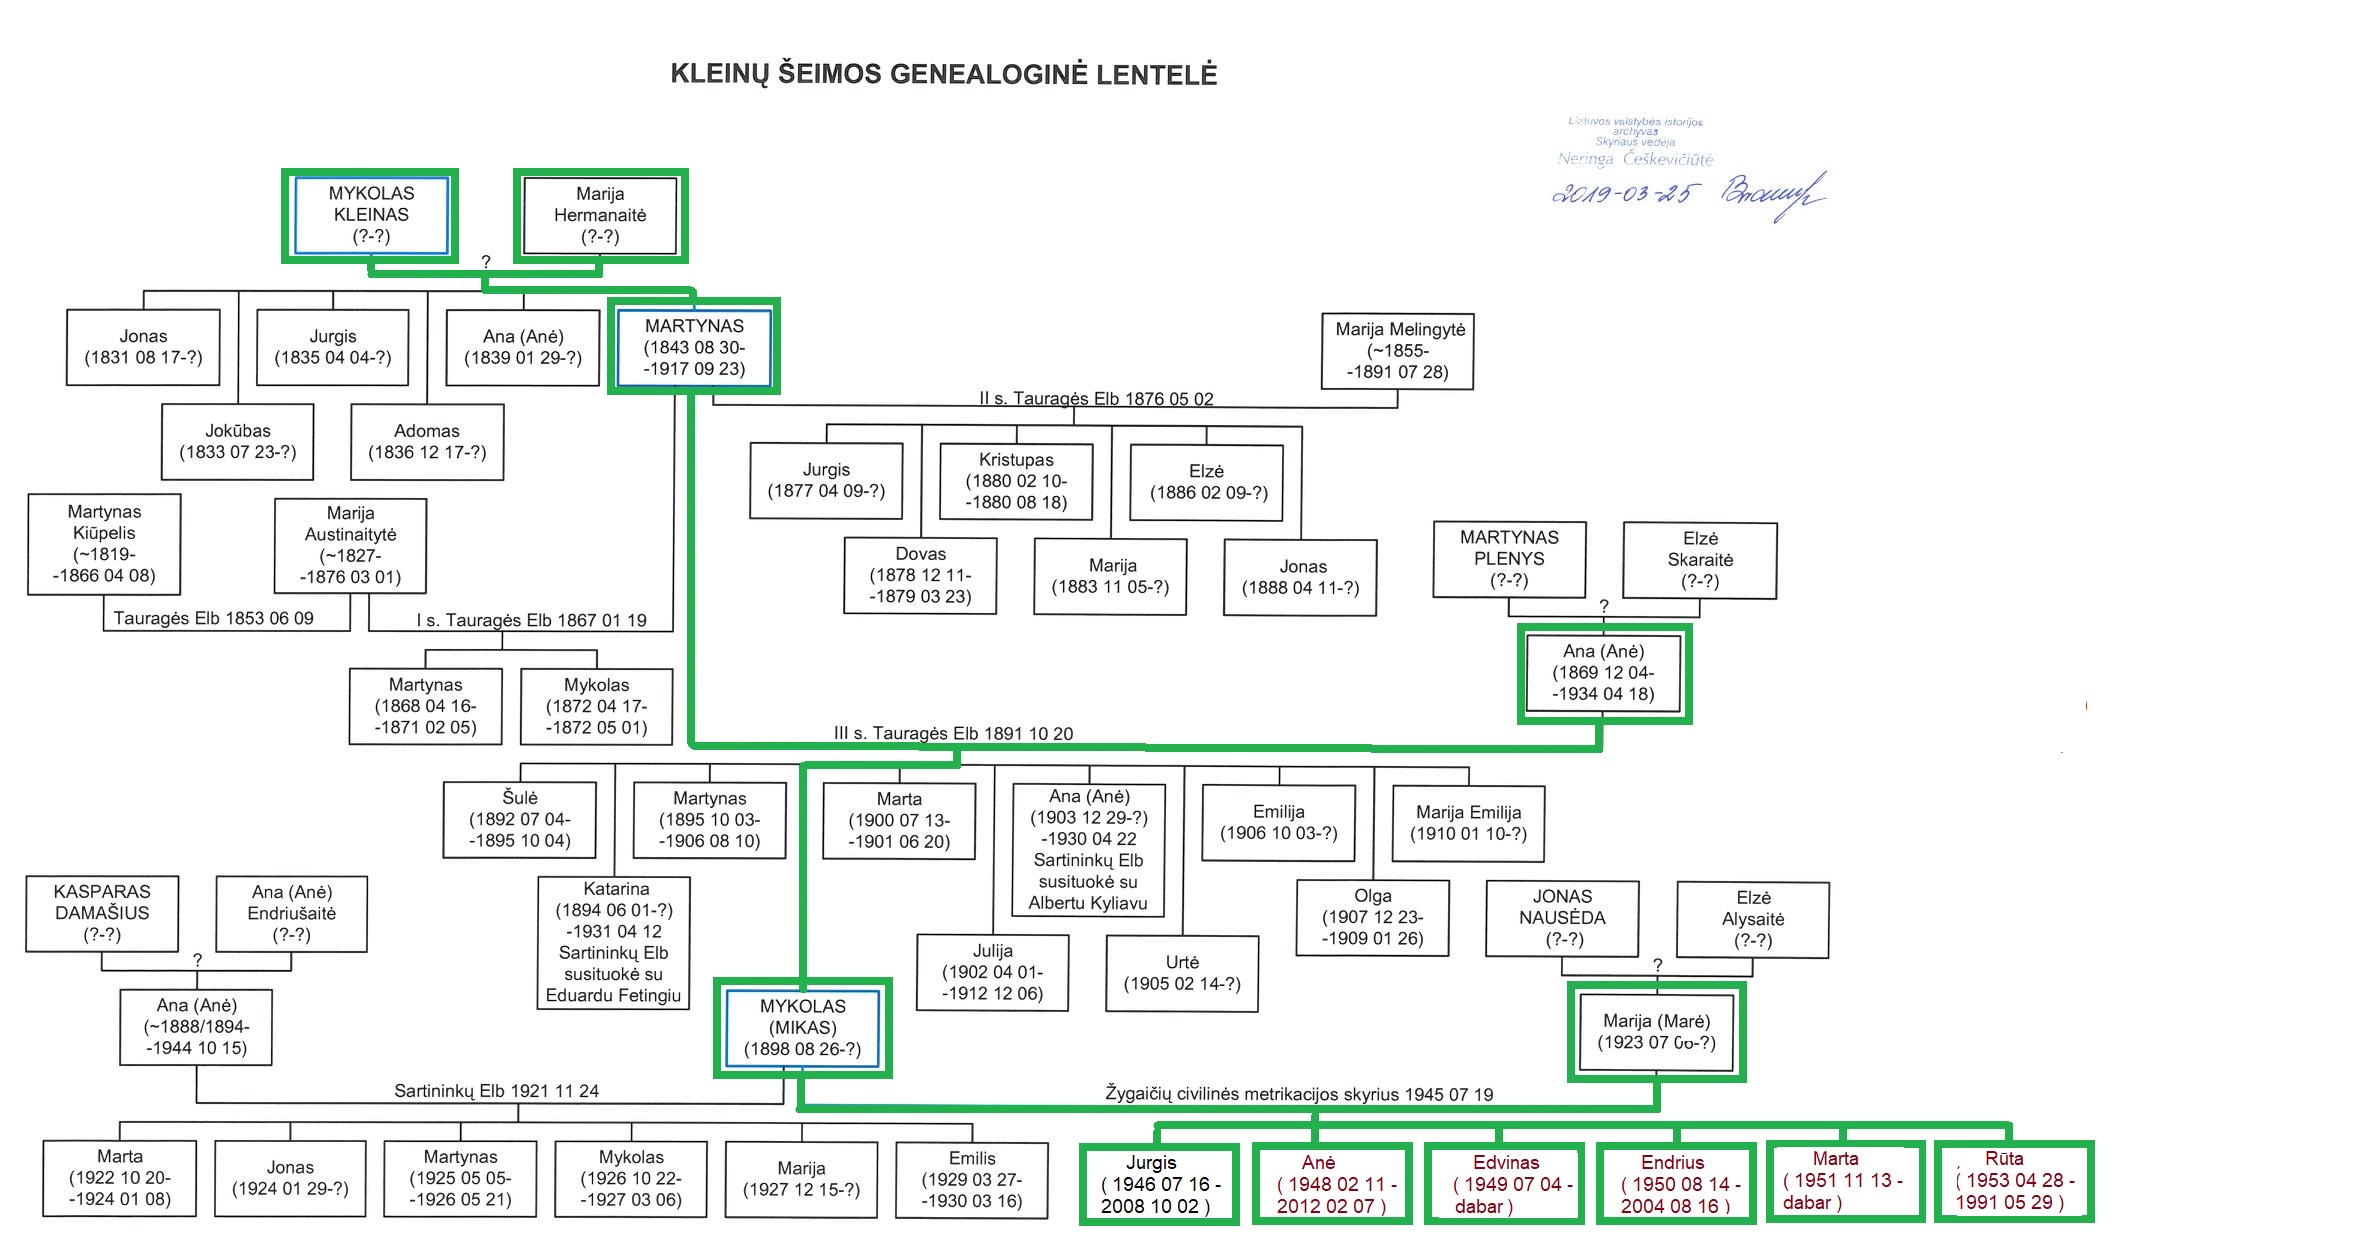 KLEINŲ ŠEIMOS GENEALOGINĖ LENTELĖ
Lietuvos valstybės istorijos
archyvas
Skyriaus vedėja
Neringa Češkevičiūtė
2019-03-25
MYKOLAS
KLEINAS
(?-?)
Marija
Hermanaitė
(?-?)
?
Jonas
(1831 08 17-?)
Jurgis
(1835 04 04-?)
Ana (Anė)
(1839 01 29-?)
MARTYNAS
(1843 08 30-
-1917 09 23)
Marija Melingytė
(~1855-
-1891 07 28)
Jokūbas
(1833 07 23-?)
Adomas
(1836 12 17-?)
II s. Tauragės Elb 1876 05 02
Jurgis
(1877 04 09-?)
Kristupas
(1880 02 10-
-1880 08 18)
Elzė
(1886 02 09-?)
Dovas
(1878 12 11-
-1879 03 23)
Marija
(1883 11 05-?)
Jonas
(1888 04 11-?)
Martynas
Kiūpelis
(~1819-
-1866 04 08)
Marija
Austinaitytė
(~1827-
-1876 03 01)
MARTYNAS
PLENYS
(?-?)
Elzė
Skaraitė
(?-?)
?
Tauragės Elb 1853 06 09
I s. Tauragės Elb 1867 01 19
Martynas
(1868 04 16-
-1871 02 05)
Mykolas
(1872 04 17-
-1872 05 01)
Ana (Anė)
(1869 12 04-
-1934 04 18)
III s. Tauragės Elb 1891 10 20
Šulė
(1892 07 04-
-1895 10 04)
Martynas
(1895 10 03-
-1906 08 10)
Marta
(1900 07 13-
-1901 06 20)
Ana (Anė)
(1903 12 29-?)
-1930 04 22
Sartininkų Elb
susituokė su
Albertu Kyliavu
Emilija
(1906 10 03-?)
Marija Emilija
(1910 01 10-?)
KASPARAS
DAMAŠIUS
(?-?)
Ana (Anė)
Endriušaitė
(?-?)
?
Katarina
(1894 06 01-?)
-1931 04 12
Sartininkų Elb
susituokė su
Eduardu Fetingiu
Julija
(1902 04 01-
-1912 12 06)
Urtė
(1905 02 14-?)
Olga
(1907 12 23-
-1909 01 26)
JONAS
NAUSĖDA
(?-?)
Elzė
Alysaitė
(?-?)
?
Ana (Anė)
(~1888/1894-
-1944 10 15)
MYKOLAS
(MIKAS)
(1898 08 26-?)
Marija (Marė)
(1923 07 06-?)
Sartininkų Elb 1921 11 24
Žygaičių civilinės metrikacijos skyrius 1945 07 19
Marta
(1922 10 20-
-1924 01 08)
Jonas
(1924 01 29-?)
Martynas
(1925 05 05-
-1926 05 21)
Mykolas
(1926 10 22-
-1927 03 06)
Marija
(1927 12 15-?)
Emilis
(1929 03 27-
-1930 03 16)
Jurgis
( 1946 07 16 -
2008 10 02 )
Anė
( 1948 02 11 -
2012 02 07 )
Edvinas
( 1949 07 04 -
dabar )
Endrius
( 1950 08 14 -
2004 08 16 )
Marta
( 1951 11 13 -
dabar )
Rūta
( 1953 04 28 -
1991 05 29 )